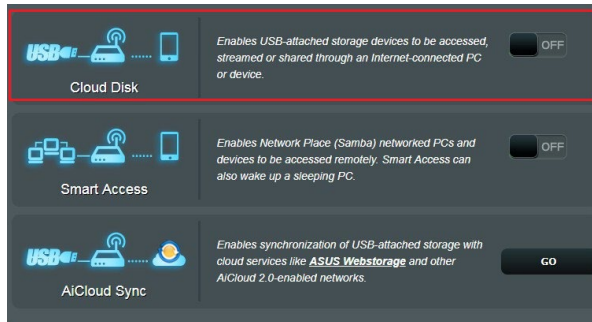 USB
Enables USB-attached storage devices to be accessed,
streamed or shared through an Internet-connected PC
or device.
OFF
Cloud Disk
Enables Network Place (Samba) networked PCs and
devices to be accessed remotely. Smart Access can
also wake up a sleeping PC.
OFF
Smart Access
USB
Enables synchronization of USB-attached storage with
cloud services like ASUS Webstorage and other
AiCloud 2.0-enabled networks.
GO
AiCloud Sync